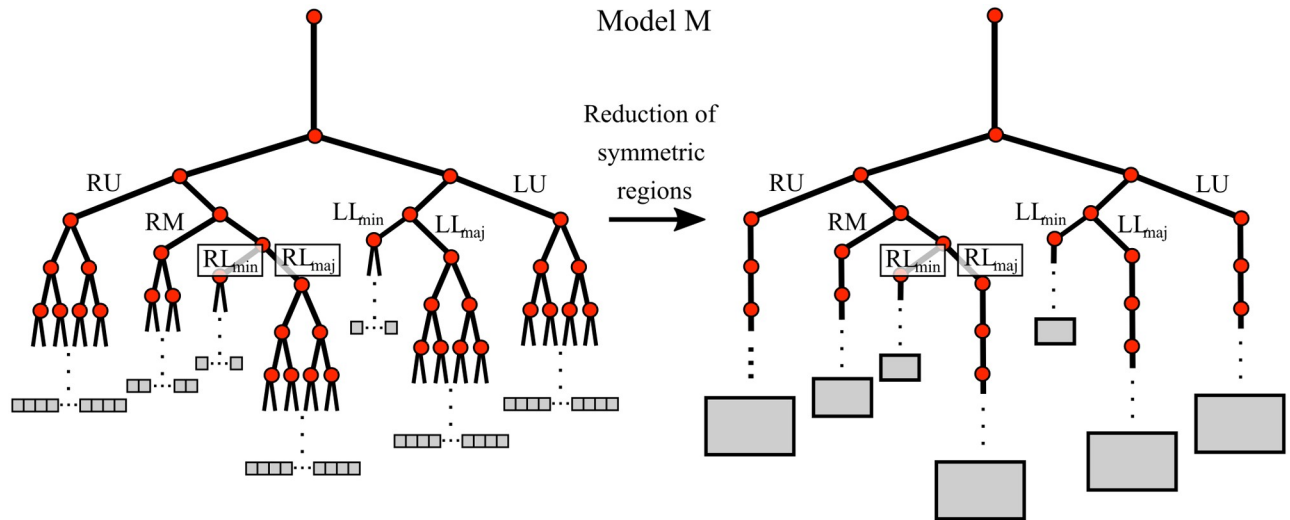 Model M
Reduction of
symmetric
regions
RU
RM
RLmin
RLmaj
LLmin
LLmaj
LU
RU
RM
RLmin
RLmaj
LLmin
LLmaj
LU